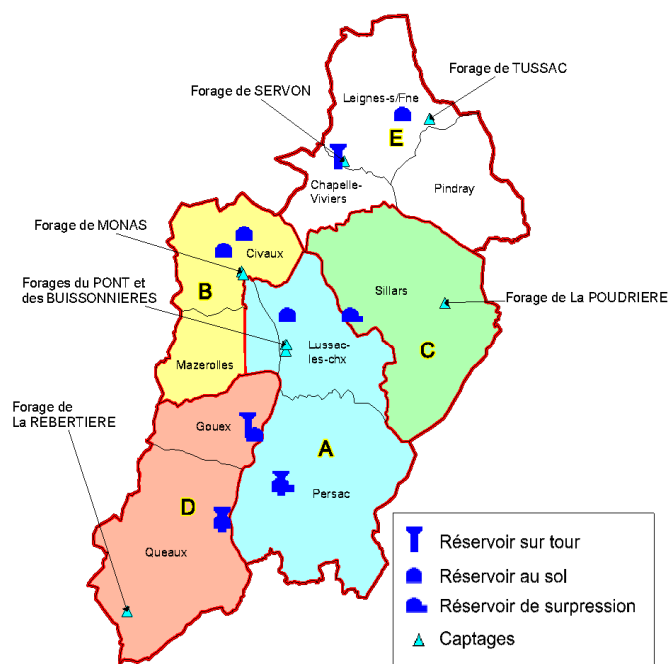 Forage de TUSSAC
Forage de SERVON
Leignes-s/Fne
E
Chapelle-
Viviers
Pindray
Forage de MONAS
Civaux
Forages du PONT et
des BUISSONNIERES
B
Sillars
Forage de La POUDRIERE
Lussac-
les-chx
C
Mazerolles
Forage de
La REBERTIERE
Gouex
A
Persac
D
Queaux
Réservoir sur tour
Réservoir au sol
Réservoir de surpression
Captages